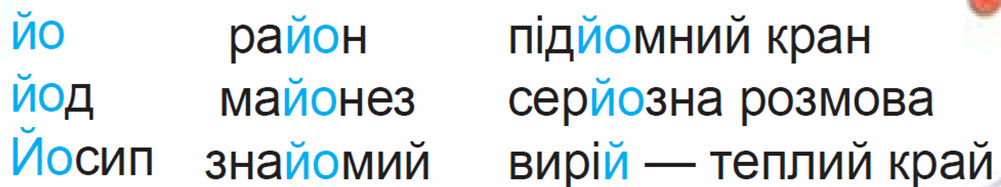 йо район підйомний кран
йод майонез серйозна розмова
Йосип знайомий вирій — теплий край